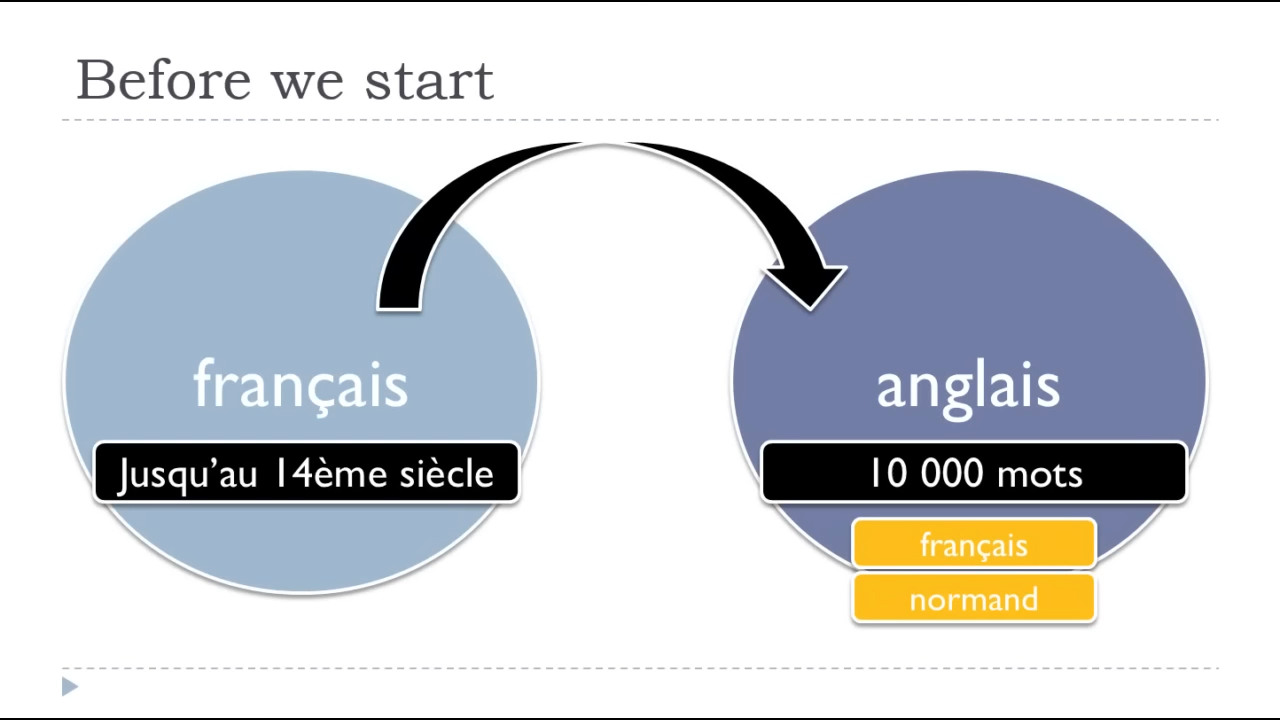 Before we start
français
anglais
Jusqu'au 14ème siècle
10 000 mots
français
normand